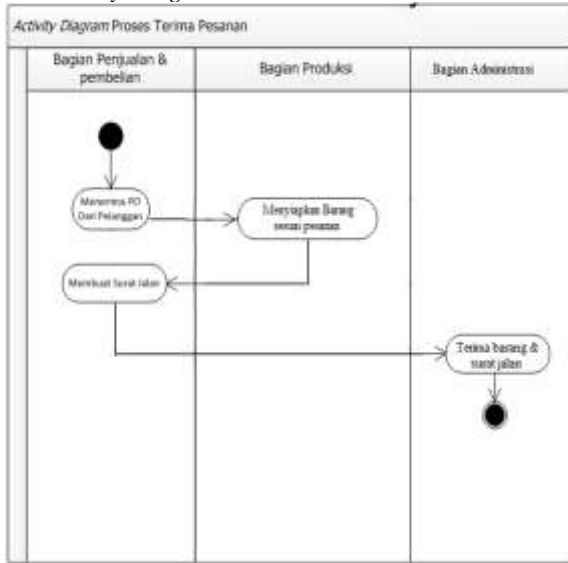 Activity Diagram Proses Terima Pesanan
Bagian Penjualan &
pembelian
Bagian Produksi
Bagian Administrasi
Menerima PO
Dari Pelanggan
Menyiapkan Barang
sesuai pesanan
Membuat Surat Jalan
Terima barang &
surat jalan